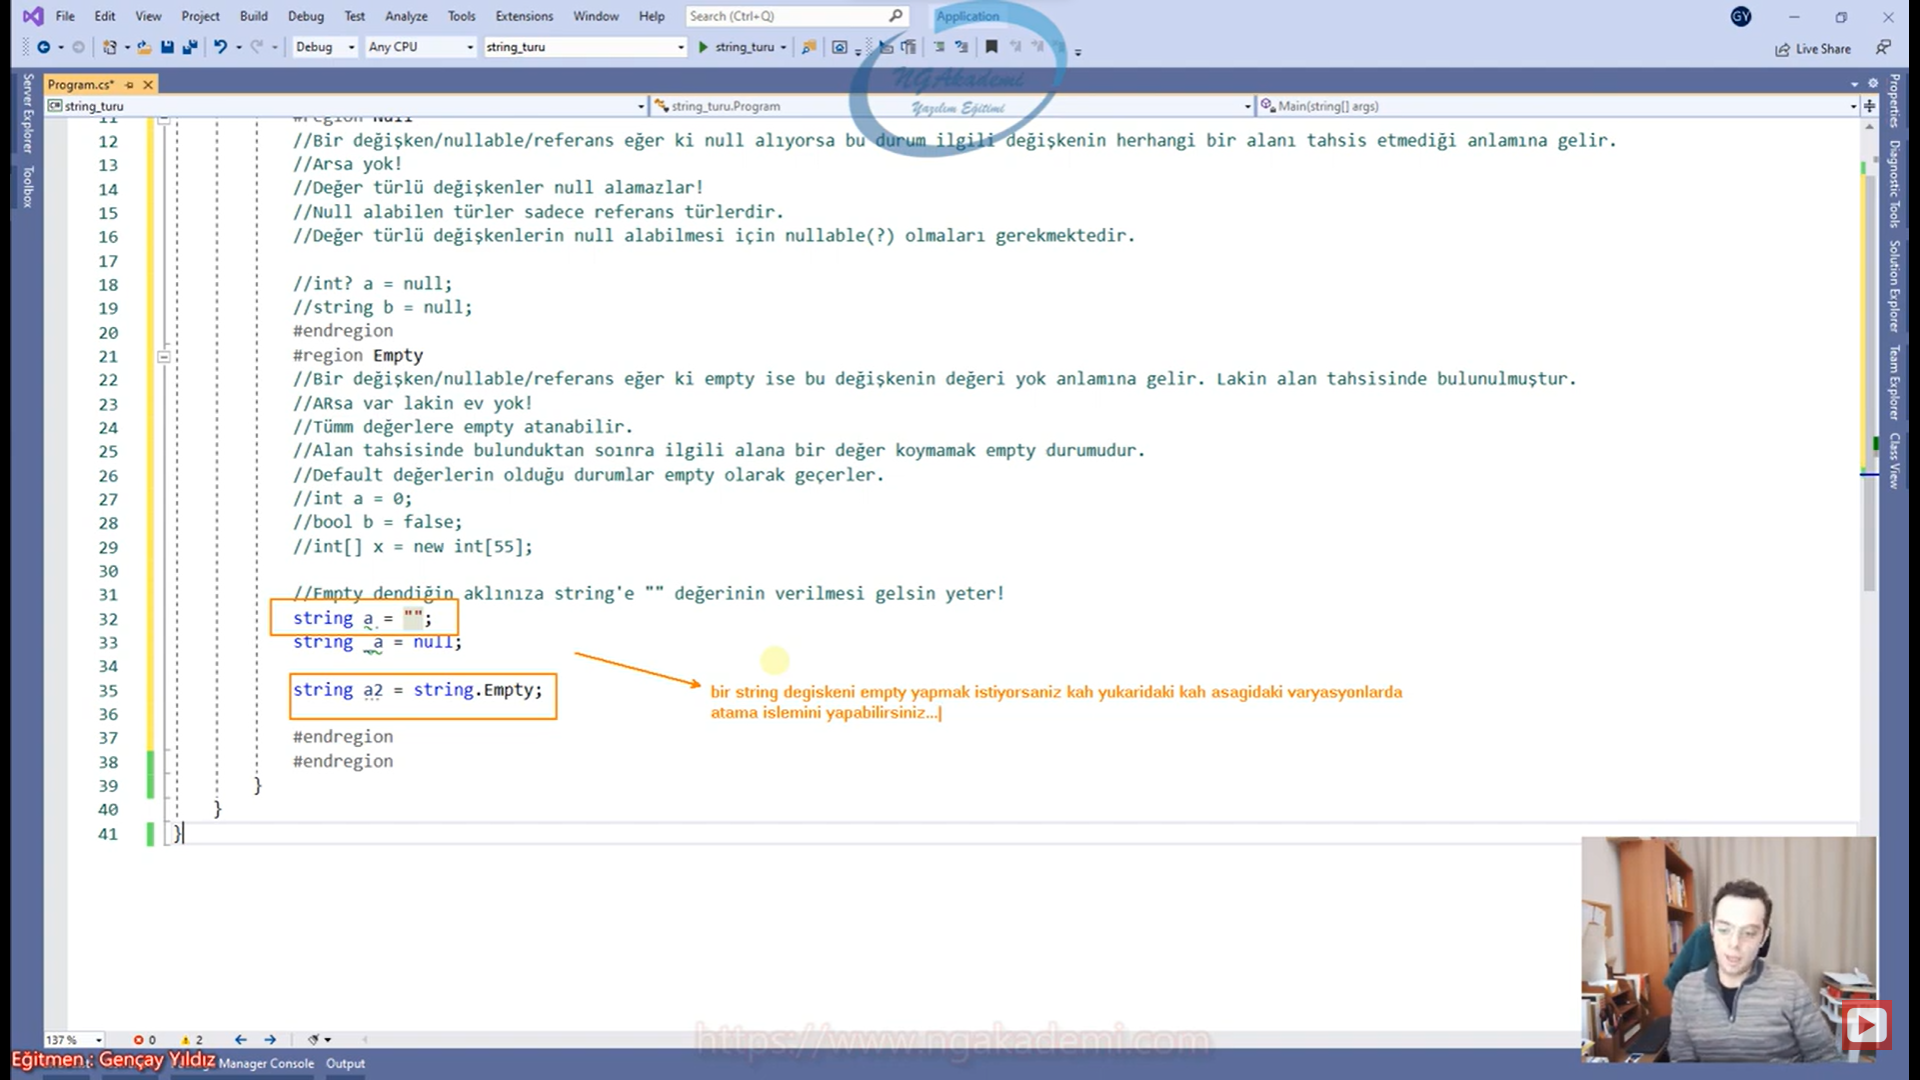 File Edit View Project Build Debug Test Analyze Tools Extensions Window Help Search (Ctrl+Q) Application GY
Debug Any CPU string_turu string_turu Live Share
NGAkademi
Yazılım Eğitimi
Program.cs*
string_turu string_turu.Program Main(string[] args)
Server Explorer
Toolbox
Properties
Diagnostic Tools
Solution Explorer
Team Explorer
Class View
11 #region Null
12 //Bir değişken/nullable/referans eğer ki null alıyorsa bu durum ilgili değişkenin herhangi bir alanı tahsis etmediği anlamına gelir.
13 //Arsa yok!
14 //Değer türlü değişkenler null alamazlar!
15 //Null alabilen türler sadece referans türlerdir.
16 //Değer türlü değişkenlerin null alabilmesi için nullable(?) olmaları gerekmektedir.
17
18 //int? a = null;
19 //string b = null;
20 #endregion
21 #region Empty
22 //Bir değişken/nullable/referans eğer ki empty ise bu değişkenin değeri yok anlamına gelir. Lakin alan tahsisinde bulunulmuştur.
23 //ARsa var lakin ev yok!
24 //Tümm değerlere empty atanabilir.
25 //Alan tahsisinde bulunduktan soınra ilgili alana bir değer koymamak empty durumudur.
26 //Default değerlerin olduğu durumlar empty olarak geçerler.
27 //int a = 0;
28 //bool b = false;
29 //int[] x = new int[55];
30
31 //Empty dendiğin aklınıza string'e "" değerinin verilmesi gelsin yeter!
32 string a = "";
33 string _a = null;
34
35 string a2 = string.Empty;
36
37 #endregion
38 #endregion
39 }
40 }
41 }
bir string degiskeni empty yapmak istiyorsaniz kah yukaridaki kah asagidaki varyasyonlarda
atama islemini yapabilirsiniz...
137 % 0 2
https://www.ngakademi.com
Eğitmen : Gençay Yıldız Manager Console Output